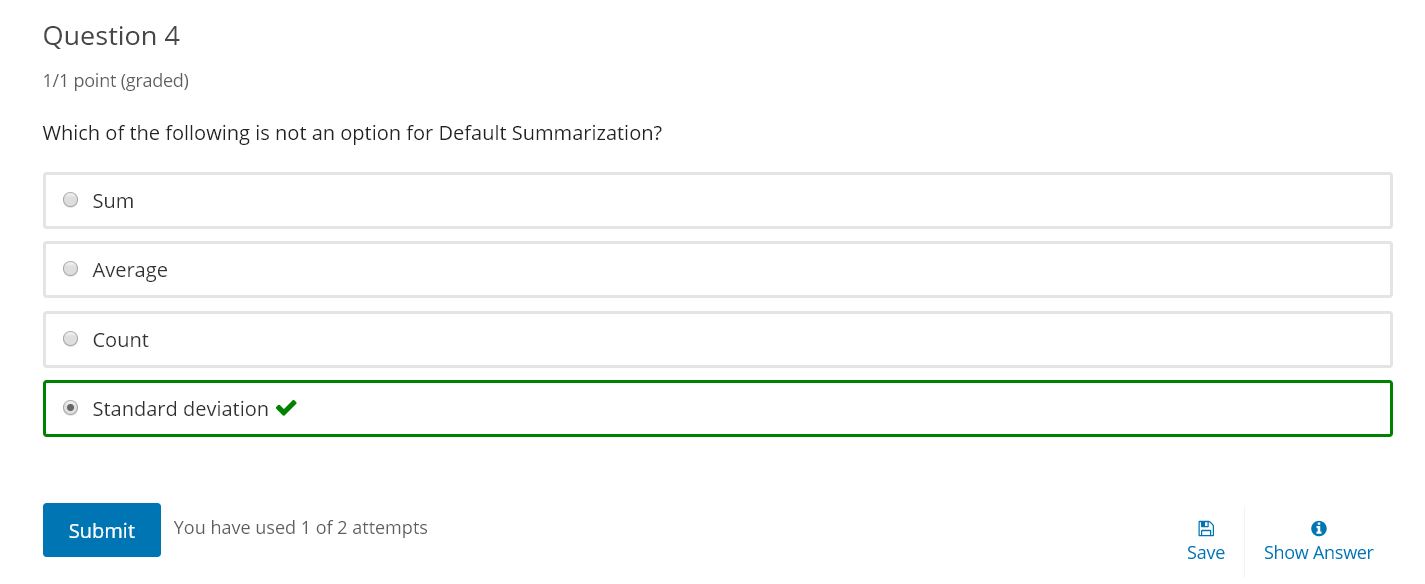 Question 4
1/1 point (graded)
Which of the following is not an option for Default Summarization?
Sum
Average
Count
Standard deviation
Submit
You have used 1 of 2 attempts
Save
Show Answer